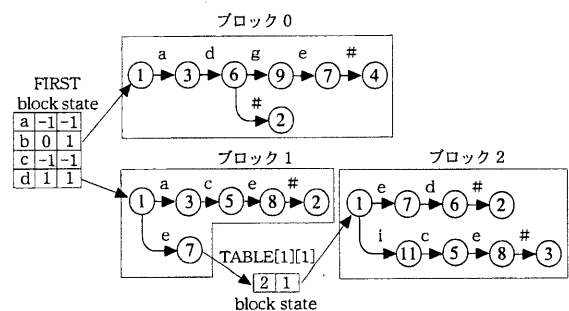 ブロック 0
a d g e #
1 3 6 9 7 4
#
2
FIRST
block state
a -1 -1
b 0 1
c -1 -1
d 1 1
ブロック 1
a c e #
1 3 5 8 2
e
7
TABLE[1][1]
2 1
block state
ブロック 2
e d #
1 7 6 2
i c e #
11 5 8 3